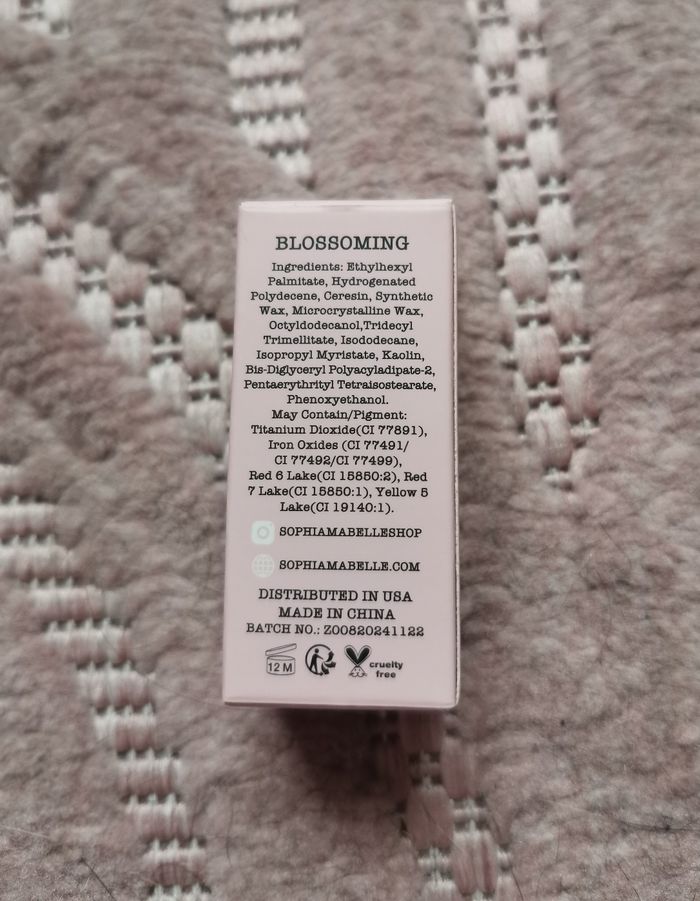 BLOSSOMING
Ingredients: Ethylhexyl
Palmitate, Hydrogenated
Polydecene, Ceresin, Synthetic
Wax, Microcrystalline Wax,
Octyldodecanol,Tridecyl
Trimellitate, Isododecane,
Isopropyl Myristate, Kaolin,
Bis-Diglyceryl Polyacyladipate-2,
Pentaerythrityl Tetraisostearate,
Phenoxyethanol.
May Contain/Pigment:
Titanium Dioxide(CI 77891),
Iron Oxides (CI 77491/
CI 77492/CI 77499),
Red 6 Lake(CI 15850:2), Red
7 Lake(CI 15850:1), Yellow 5
Lake(CI 19140:1).
SOPHIAMABELLESHOP
SOPHIAMABELLE.COM
DISTRIBUTED IN USA
MADE IN CHINA
BATCH NO.: Z00820241122
12 M
cruelty
free